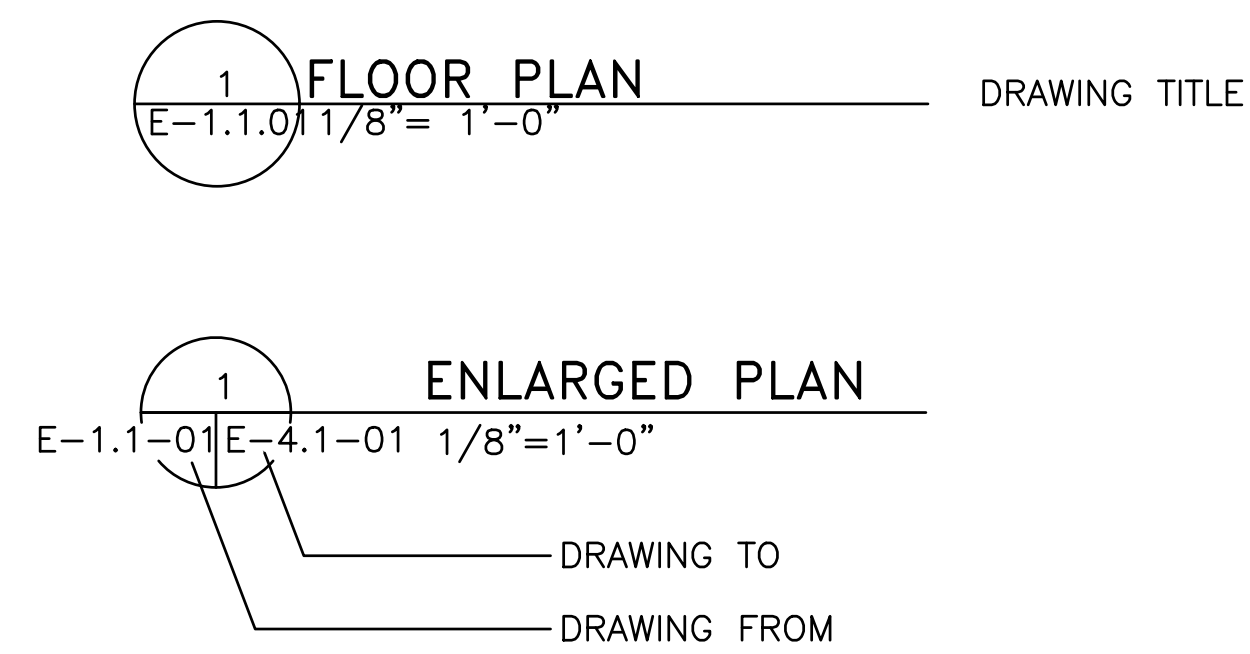 1 FLOOR PLAN
DRAWING TITLE
E-1.1.01 1/8"= 1'-0"
1
ENLARGED PLAN
E-1.1-01 E-4.1-01 1/8"=1'-0"
DRAWING TO
DRAWING FROM